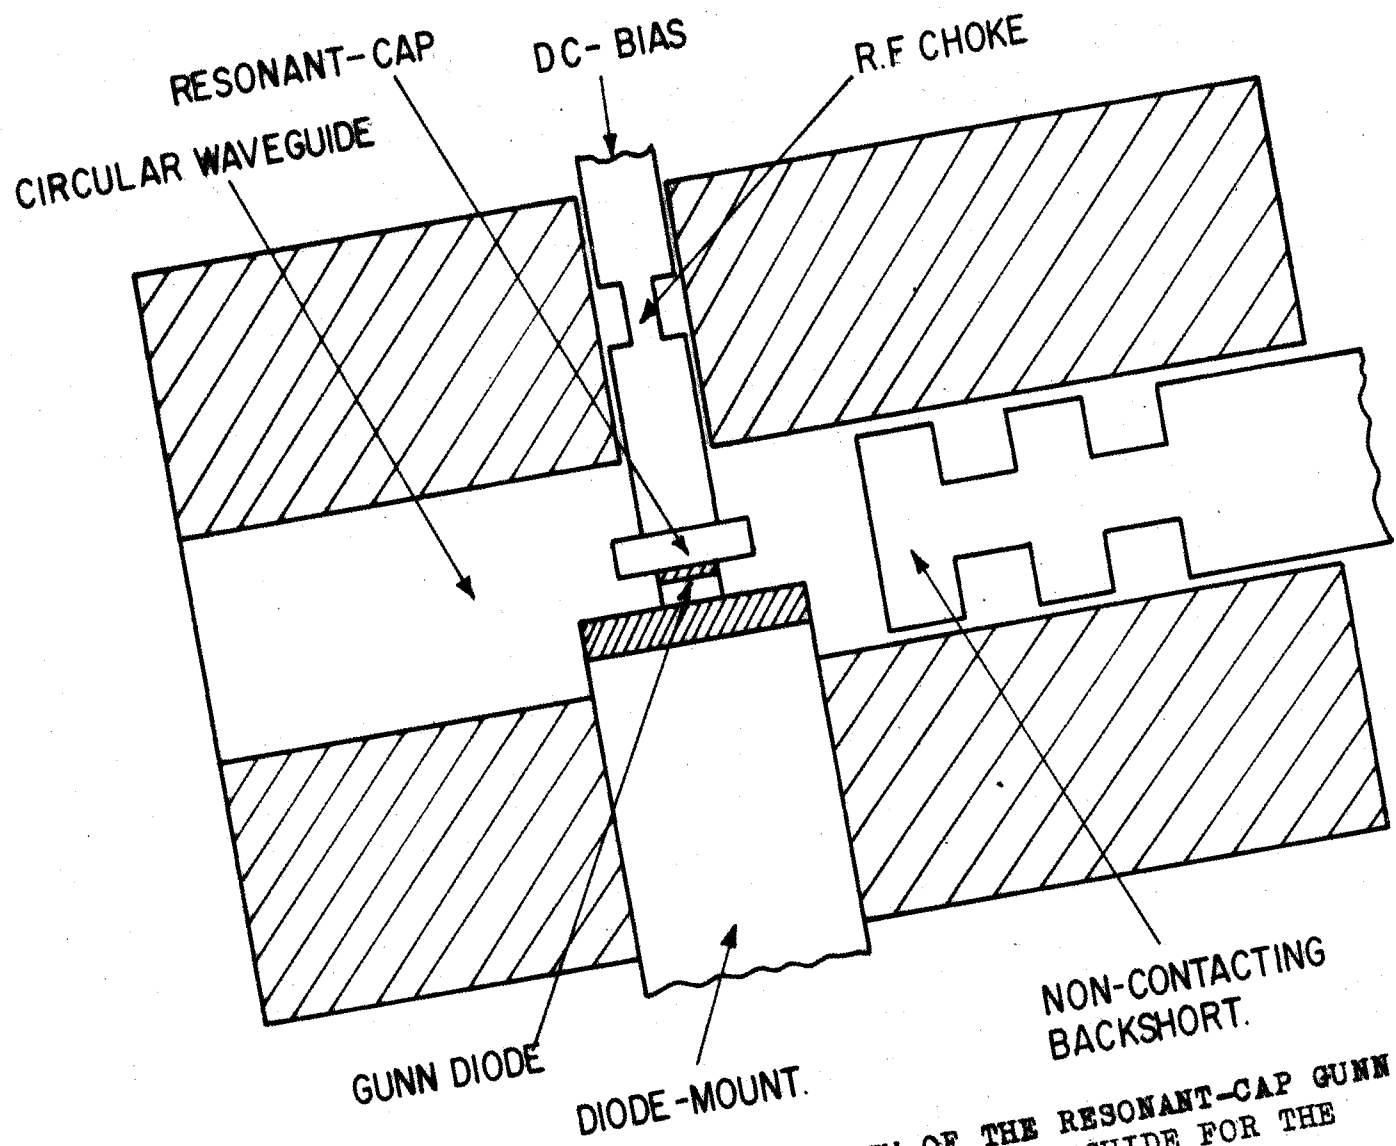 RESONANT-CAP
DC-BIAS
R.F CHOKE
CIRCULAR WAVEGUIDE
NON-CONTACTING
BACKSHORT.
GUNN DIODE
DIODE-MOUNT.
OF THE RESONANT-CAP GUNN
FOR THE